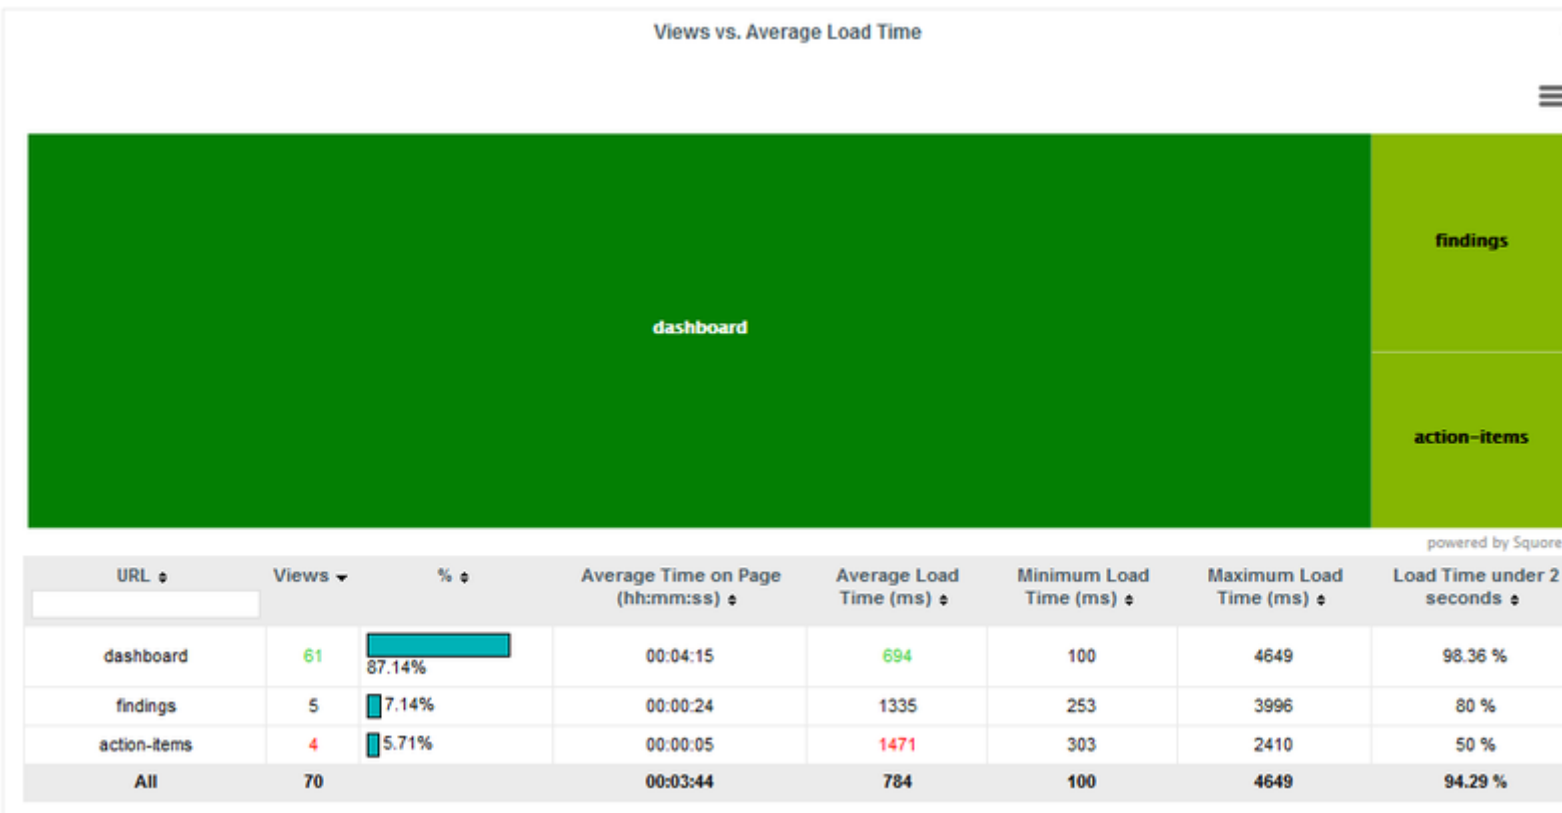 Views vs. Average Load Time
dashboard
findings
action-items
powered by Squore
URL Views % Average Time on Page (hh:mm:ss) Average Load Time (ms) Minimum Load Time (ms) Maximum Load Time (ms) Load Time under 2 seconds
dashboard 61 87.14% 00:04:15 694 100 4649 98.36 %
findings 5 7.14% 00:00:24 1335 253 3996 80 %
action-items 4 5.71% 00:00:05 1471 303 2410 50 %
All 70 00:03:44 784 100 4649 94.29 %